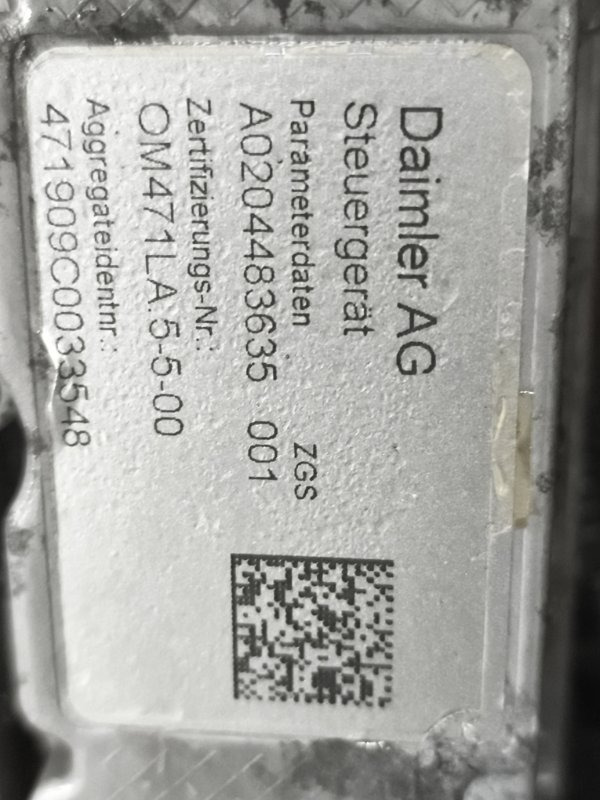 Daimler AG
Steuergerät
Parameterdaten ZGS
A0204483635 001
Zertifizierungs-Nr.:
OM471LA.5-5-00
Aggregateidentnr.:
471909C0033548